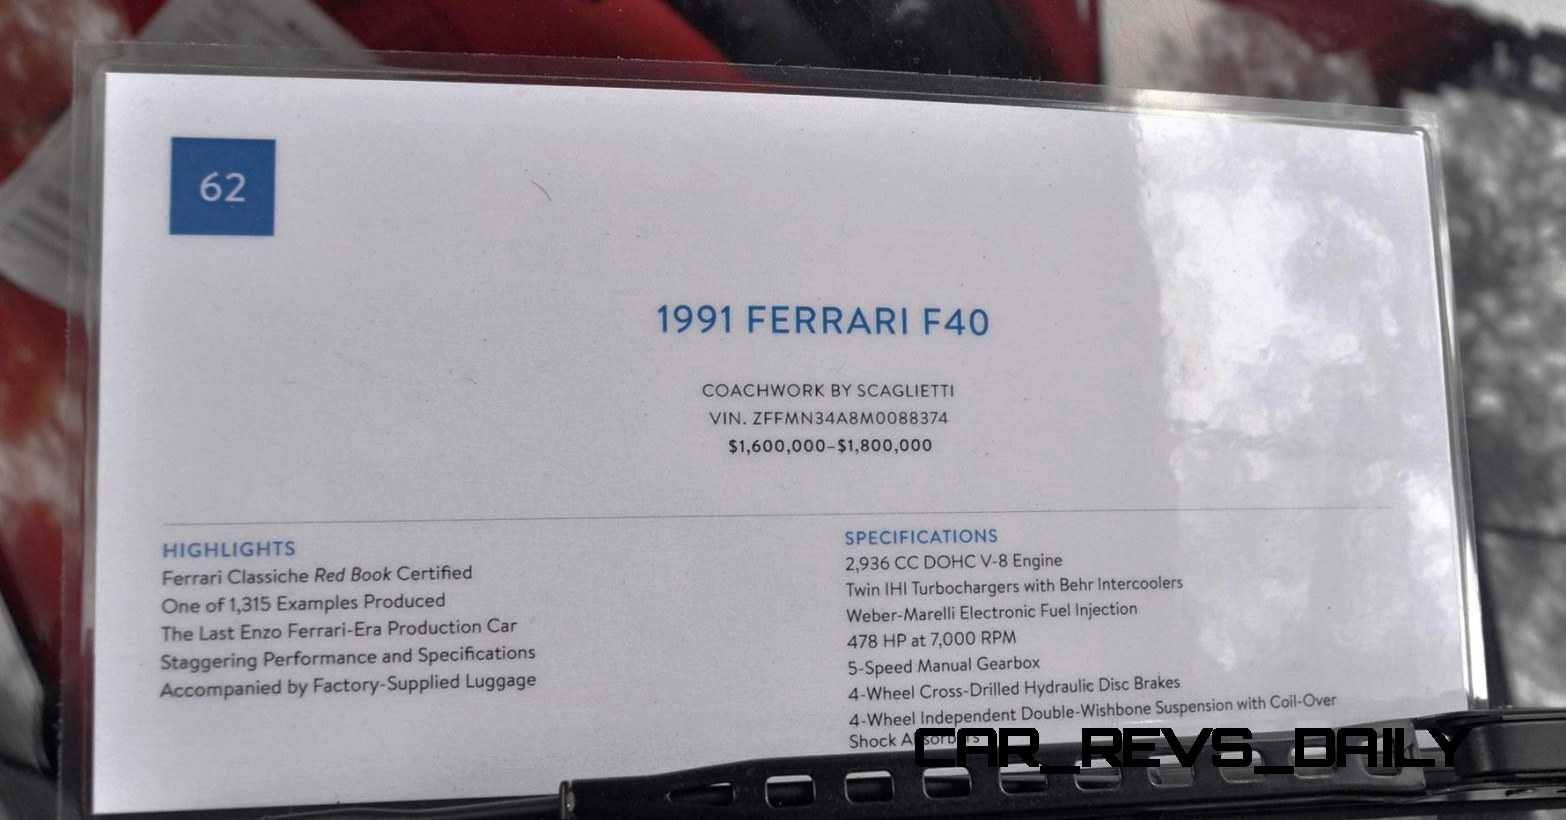 62
1991 FERRARI F40
COACHWORK BY SCAGLIETTI
VIN. ZFFMN34A8M0088374
$1,600,000–$1,800,000
HIGHLIGHTS
Ferrari Classiche Red Book Certified
One of 1,315 Examples Produced
The Last Enzo Ferrari-Era Production Car
Staggering Performance and Specifications
Accompanied by Factory-Supplied Luggage
SPECIFICATIONS
2,936 CC DOHC V-8 Engine
Twin IHI Turbochargers with Behr Intercoolers
Weber-Marelli Electronic Fuel Injection
478 HP at 7,000 RPM
5-Speed Manual Gearbox
4-Wheel Cross-Drilled Hydraulic Disc Brakes
4-Wheel Independent Double-Wishbone Suspension with Coil-Over
Shock Absorbers
CAR_REVS_DAILY